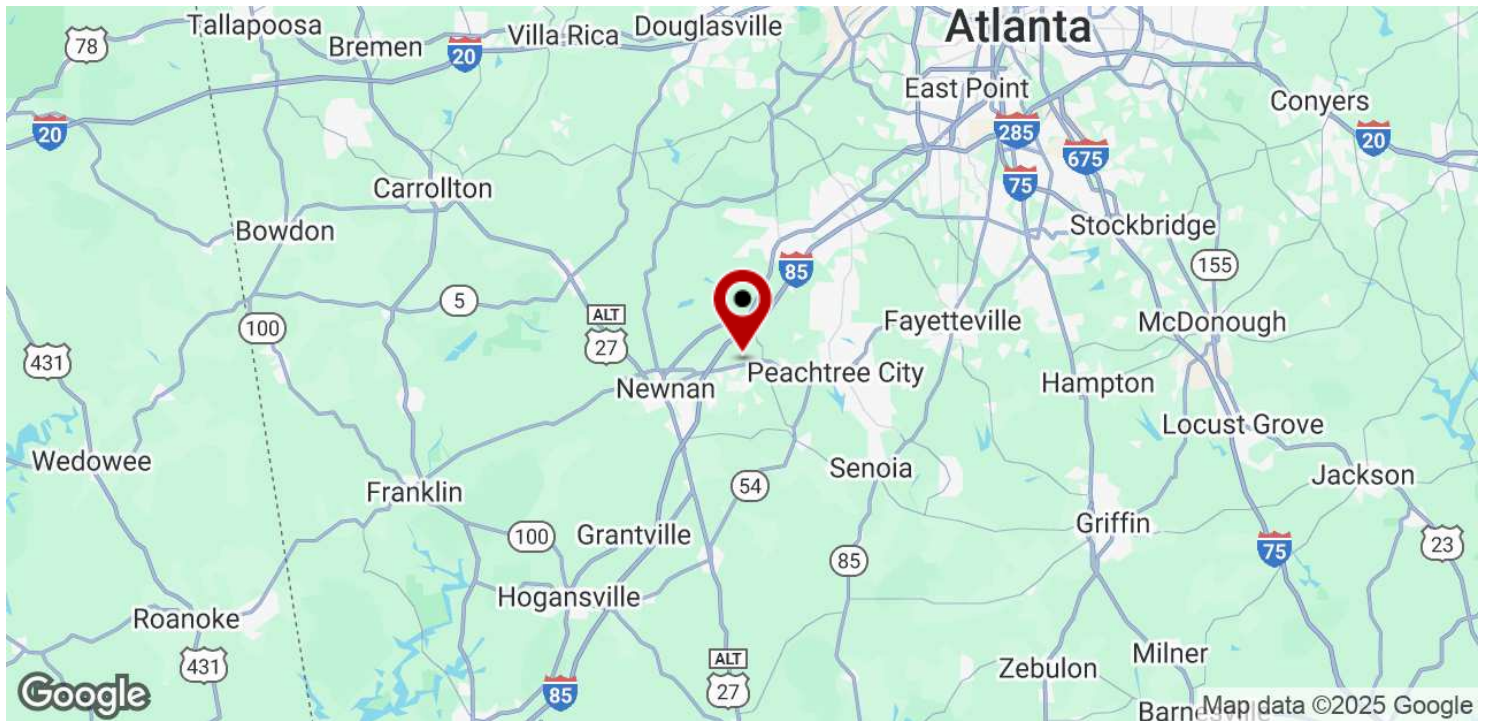 Tallapoosa
Bremen
Villa Rica
Douglasville
Atlanta
78
20
East Point
Conyers
20
285
20
675
75
Carrollton
Bowdon
Stockbridge
155
85
5
ALT
27
100
431
Fayetteville
McDonough
Newnan
Peachtree City
Hampton
Locust Grove
Wedowee
Senoia
Jackson
Franklin
54
Griffin
100
Grantville
75
23
85
Hogansville
Roanoke
431
ALT
27
85
Zebulon
Milner
Barnesville
Google
Map data ©2025 Google